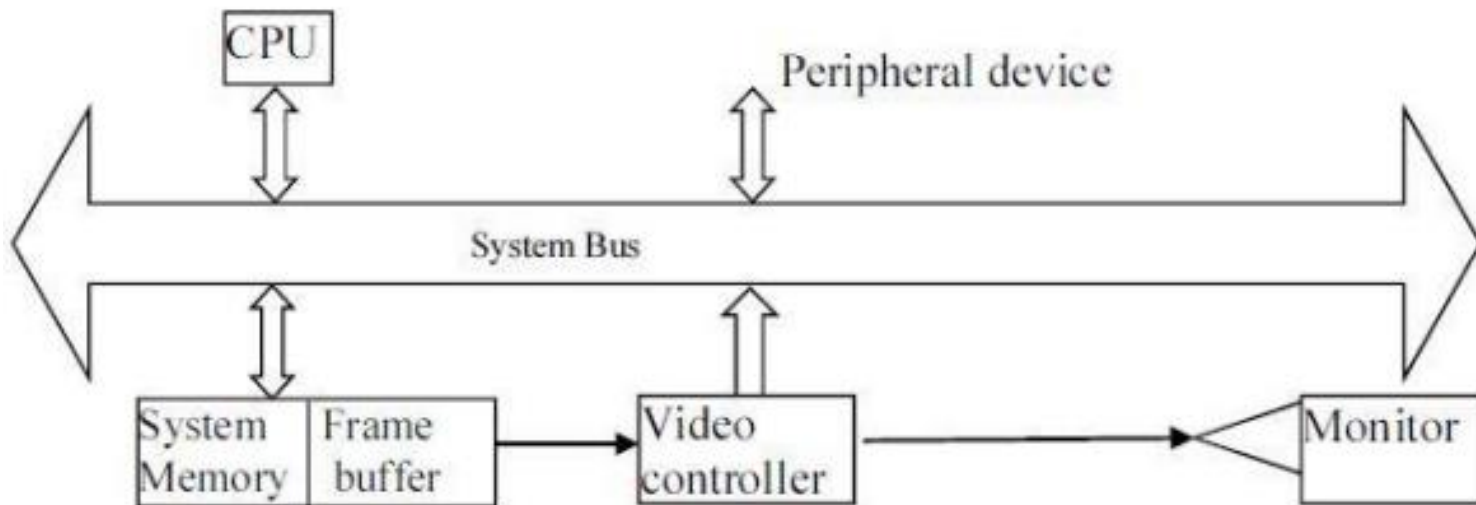 CPU
Peripheral device
System Bus
System
Memory
Frame
buffer
Video
controller
Monitor